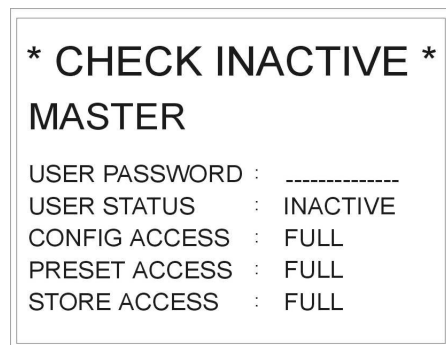 * CHECK INACTIVE *
MASTER
USER PASSWORD : --------------
USER STATUS : INACTIVE
CONFIG ACCESS : FULL
PRESET ACCESS : FULL
STORE ACCESS : FULL